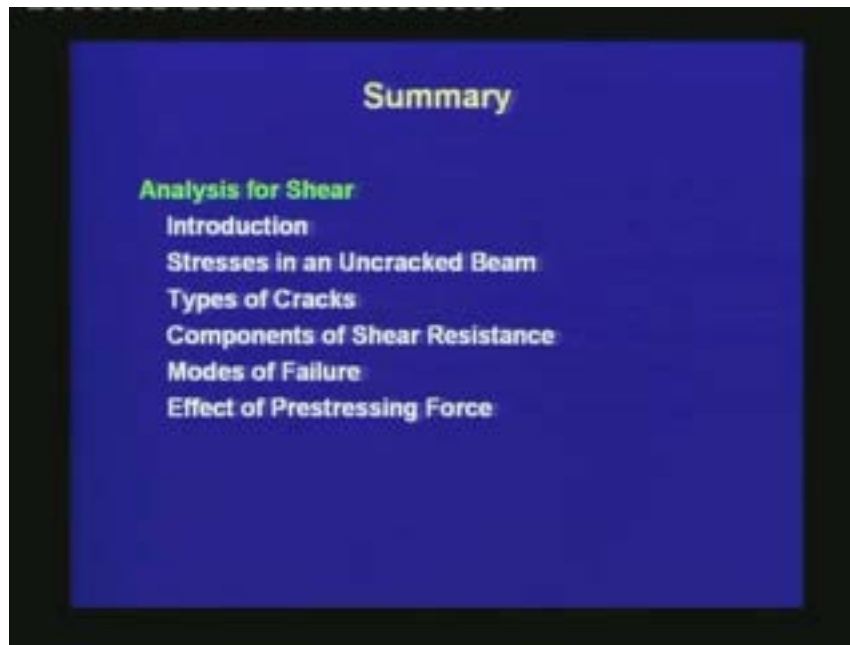 Summary
Analysis for Shear
Introduction
Stresses in an Uncracked Beam
Types of Cracks
Components of Shear Resistance
Modes of Failure
Effect of Prestressing Force